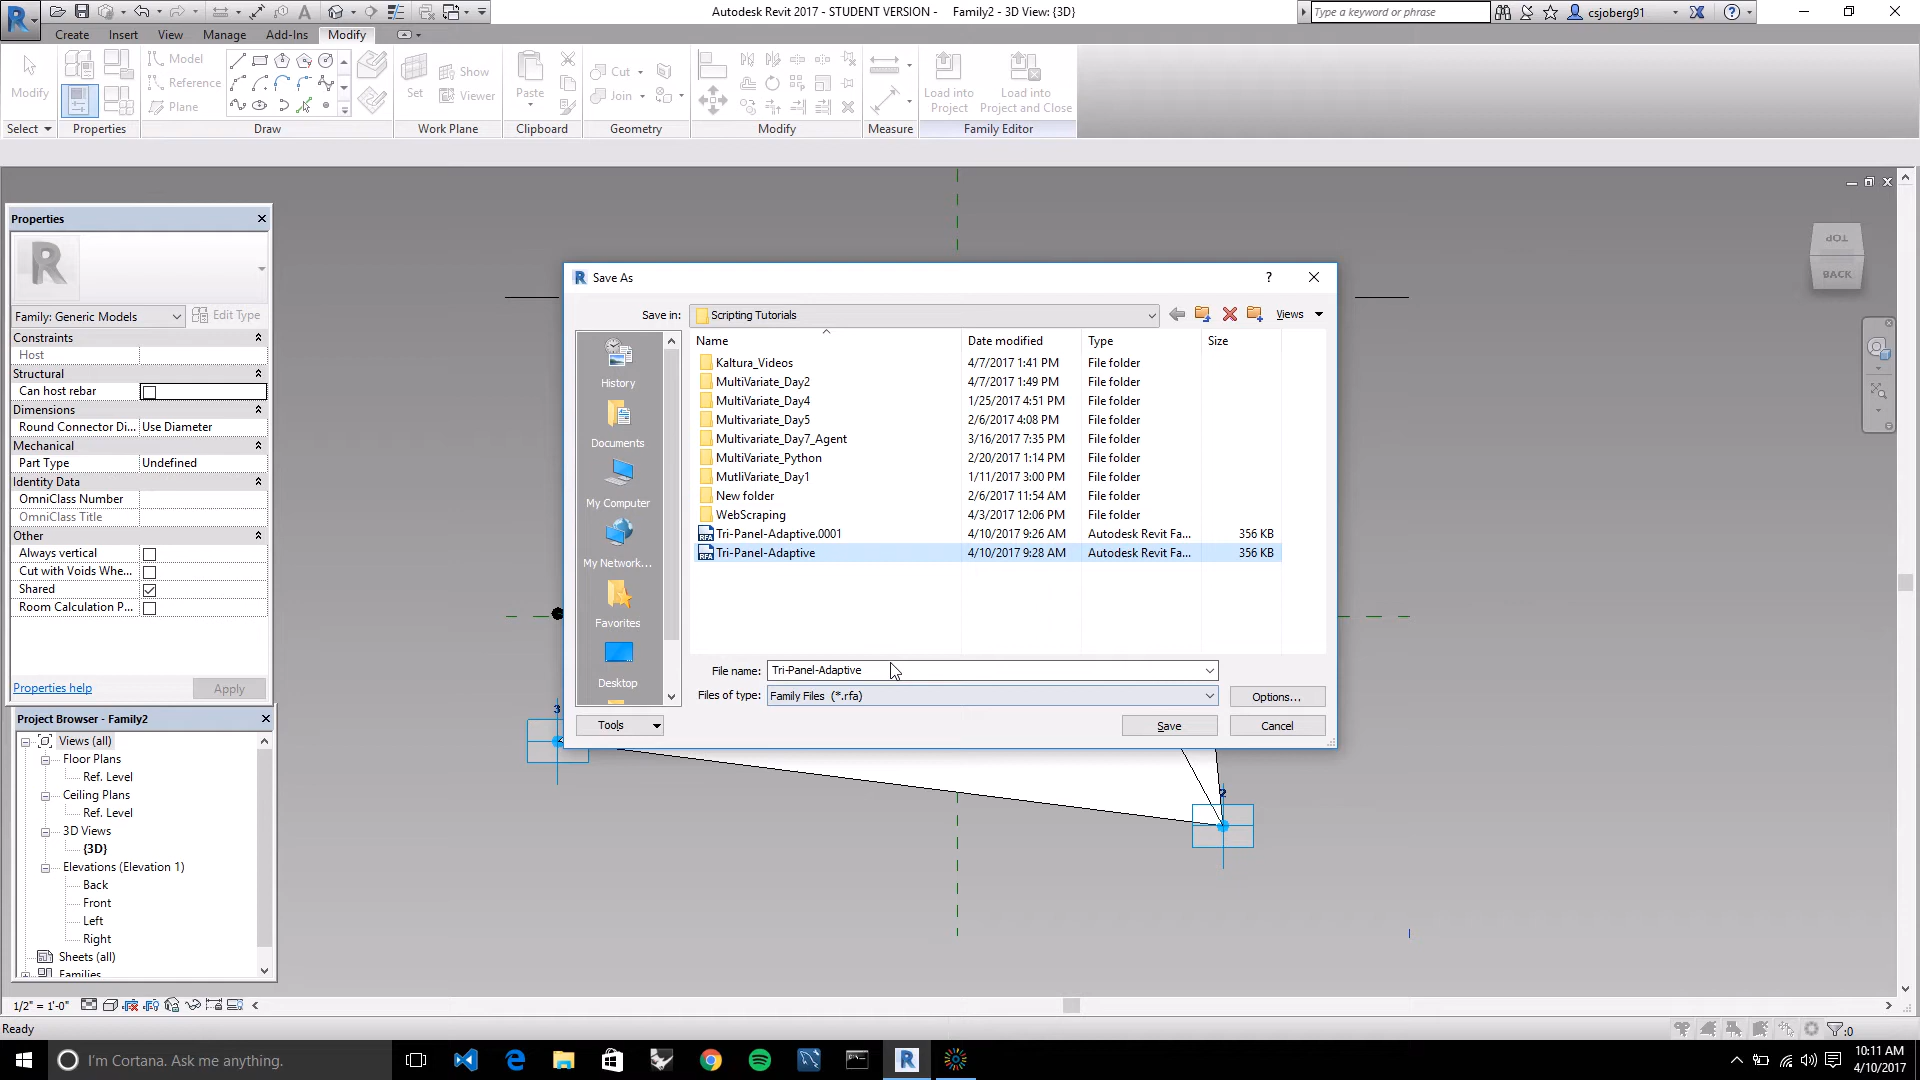 Autodesk Revit 2017 - STUDENT VERSION - Family2 - 3D View: {3D}
Type a keyword or phrase
csjoberg91
Create Insert View Manage Add-Ins Modify
Modify
Model
Reference
Plane
Set
Show
Viewer
Paste
Cut
Join
Load into Project
Load into Project and Close
Select Properties Draw Work Plane Clipboard Geometry Modify Measure Family Editor
Properties
Family: Generic Models
Edit Type
Constraints
Host
Structural
Can host rebar
Dimensions
Round Connector Di... Use Diameter
Mechanical
Part Type Undefined
Identity Data
OmniClass Number
OmniClass Title
Other
Always vertical
Cut with Voids Whe...
Shared
Room Calculation P...
Properties help
Apply
Project Browser - Family2
Views (all)
Floor Plans
Ref. Level
Ceiling Plans
Ref. Level
3D Views
{3D}
Elevations (Elevation 1)
Back
Front
Left
Right
Sheets (all)
Families
Save As
Save in: Scripting Tutorials
Views
History
Documents
My Computer
My Network...
Favorites
Desktop
Name Date modified Type Size
Kaltura_Videos 4/7/2017 1:41 PM File folder
MultiVariate_Day2 4/7/2017 1:49 PM File folder
MultiVariate_Day4 1/25/2017 4:51 PM File folder
Multivariate_Day5 2/6/2017 4:08 PM File folder
Multivariate_Day7_Agent 3/16/2017 7:35 PM File folder
MultiVariate_Python 2/20/2017 1:14 PM File folder
MutliVariate_Day1 1/11/2017 3:00 PM File folder
New folder 2/6/2017 11:54 AM File folder
WebScraping 4/3/2017 12:06 PM File folder
Tri-Panel-Adaptive.0001 4/10/2017 9:26 AM Autodesk Revit Fa... 356 KB
Tri-Panel-Adaptive 4/10/2017 9:28 AM Autodesk Revit Fa... 356 KB
File name: Tri-Panel-Adaptive
Files of type: Family Files (*.rfa)
Options...
Tools
Save
Cancel
TOP
BACK
3
2
1/2" = 1'-0"
Ready
:0
I'm Cortana. Ask me anything.
10:11 AM
4/10/2017